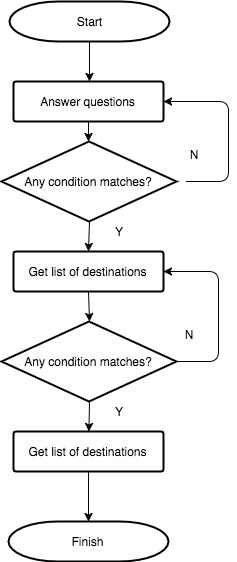 Start
Answer questions
N
Any condition matches?
Y
Get list of destinations
N
Any condition matches?
Y
Get list of destinations
Finish